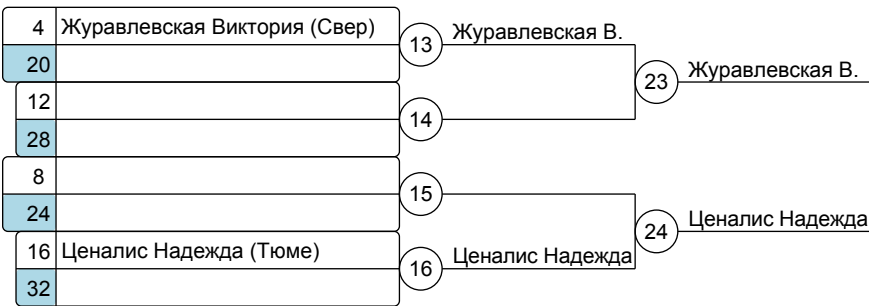 4 Журавлевская Виктория (Свер)
20
13 Журавлевская В.
12
28
14
23 Журавлевская В.
8
24
15
16 Ценалис Надежда (Тюме)
32
16 Ценалис Надежда
24 Ценалис Надежда